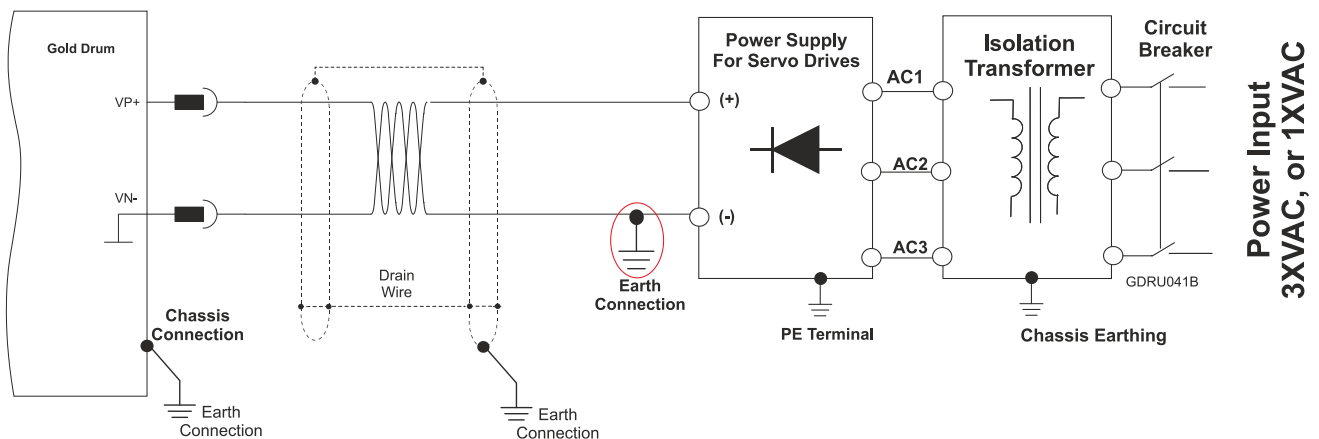 Gold Drum
VP+
VN-
Chassis
Connection
Earth
Connection
Drain
Wire
Earth
Connection
Earth
Connection
Power Supply
For Servo Drives
(+)
(-)
PE Terminal
AC1
AC2
AC3
Isolation
Transformer
Chassis Earthing
Circuit
Breaker
GDRU041B
Power Input
3XVAC, or 1XVAC